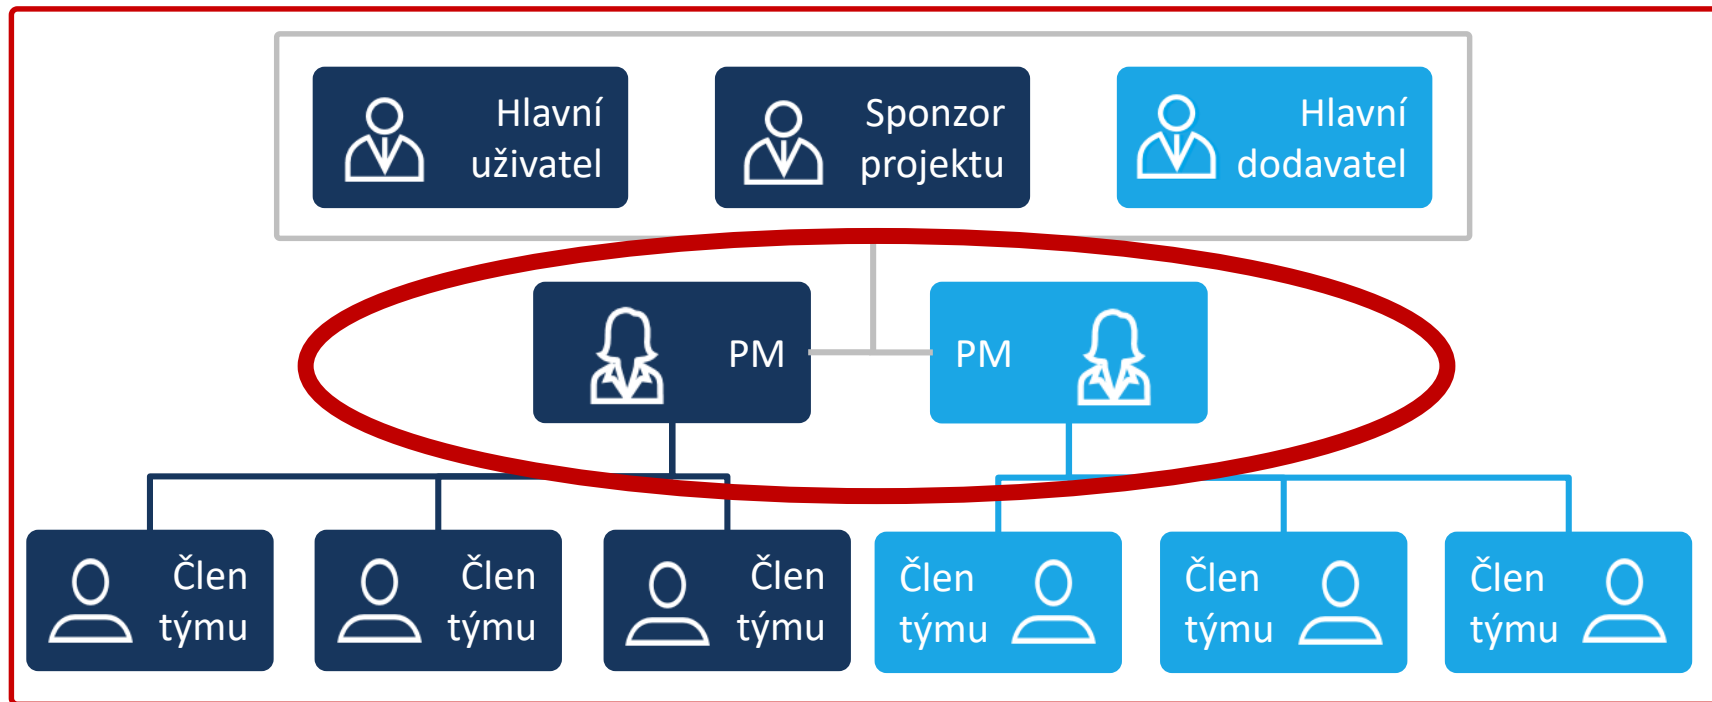 Hlavní
uživatel
Sponzor
projektu
Hlavní
dodavatel
PM
PM
Člen
týmu
Člen
týmu
Člen
týmu
Člen
týmu
Člen
týmu
Člen
týmu